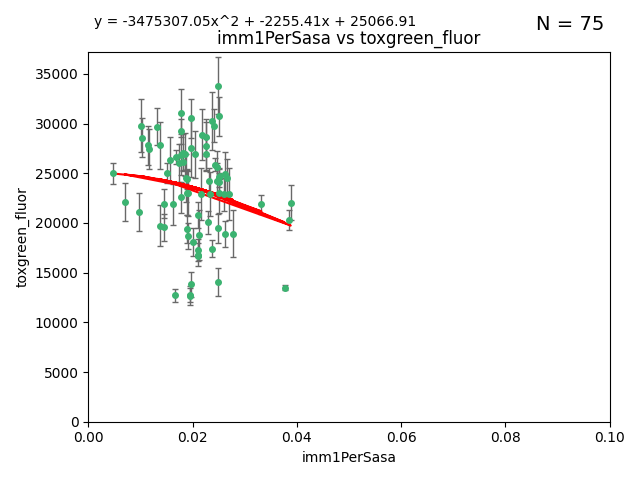 y = -3475307.05x^2 + -2255.41x + 25066.91
N = 75
imm1PerSasa vs toxgreen_fluor
35000
30000
25000
20000
15000
10000
5000
0
toxgreen_fluor
0.00 0.02 0.04 0.06 0.08 0.10
imm1PerSasa